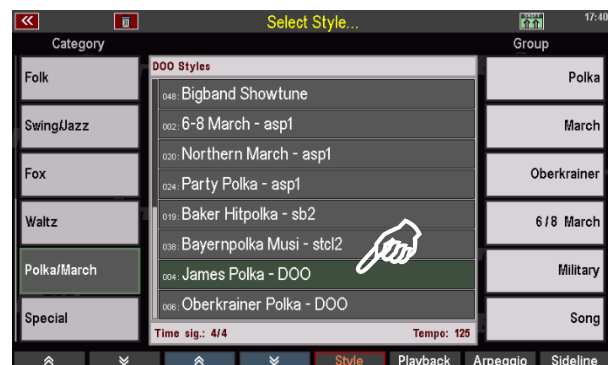 Select Style...
17:40
Category
Group
Folk
Swing/Jazz
Fox
Waltz
Polka/March
Special
DOO Styles
048: Bigband Showtune
002: 6-8 March - asp1
020: Northern March - asp1
024: Party Polka - asp1
019: Baker Hitpolka - sb2
038: Bayernpolka Musi - stcl2
004: James Polka - DOO
006: Oberkrainer Polka - DOO
Time sig.: 4/4 Tempo: 125
Polka
March
Oberkrainer
6/8 March
Military
Song
Style Playback Arpeggio Sideline